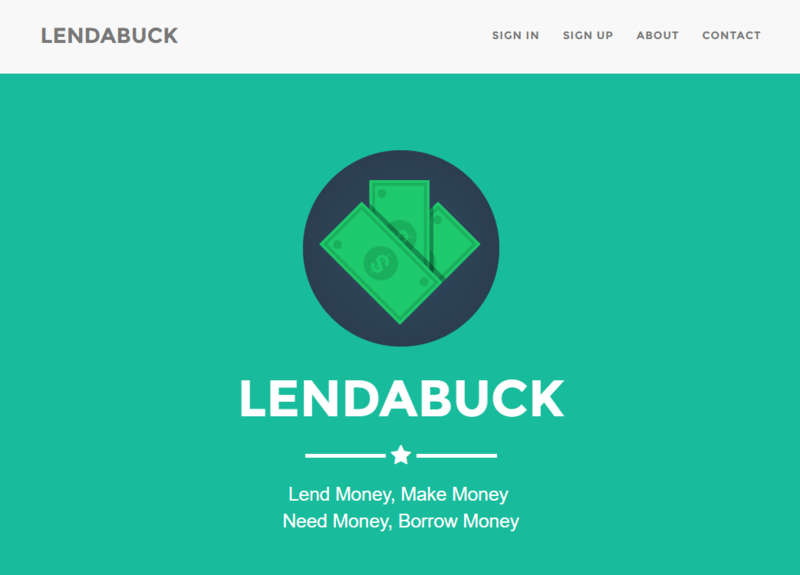 LENDABUCK
SIGN IN SIGN UP ABOUT CONTACT
$
LENDABUCK
Lend Money, Make Money
Need Money, Borrow Money